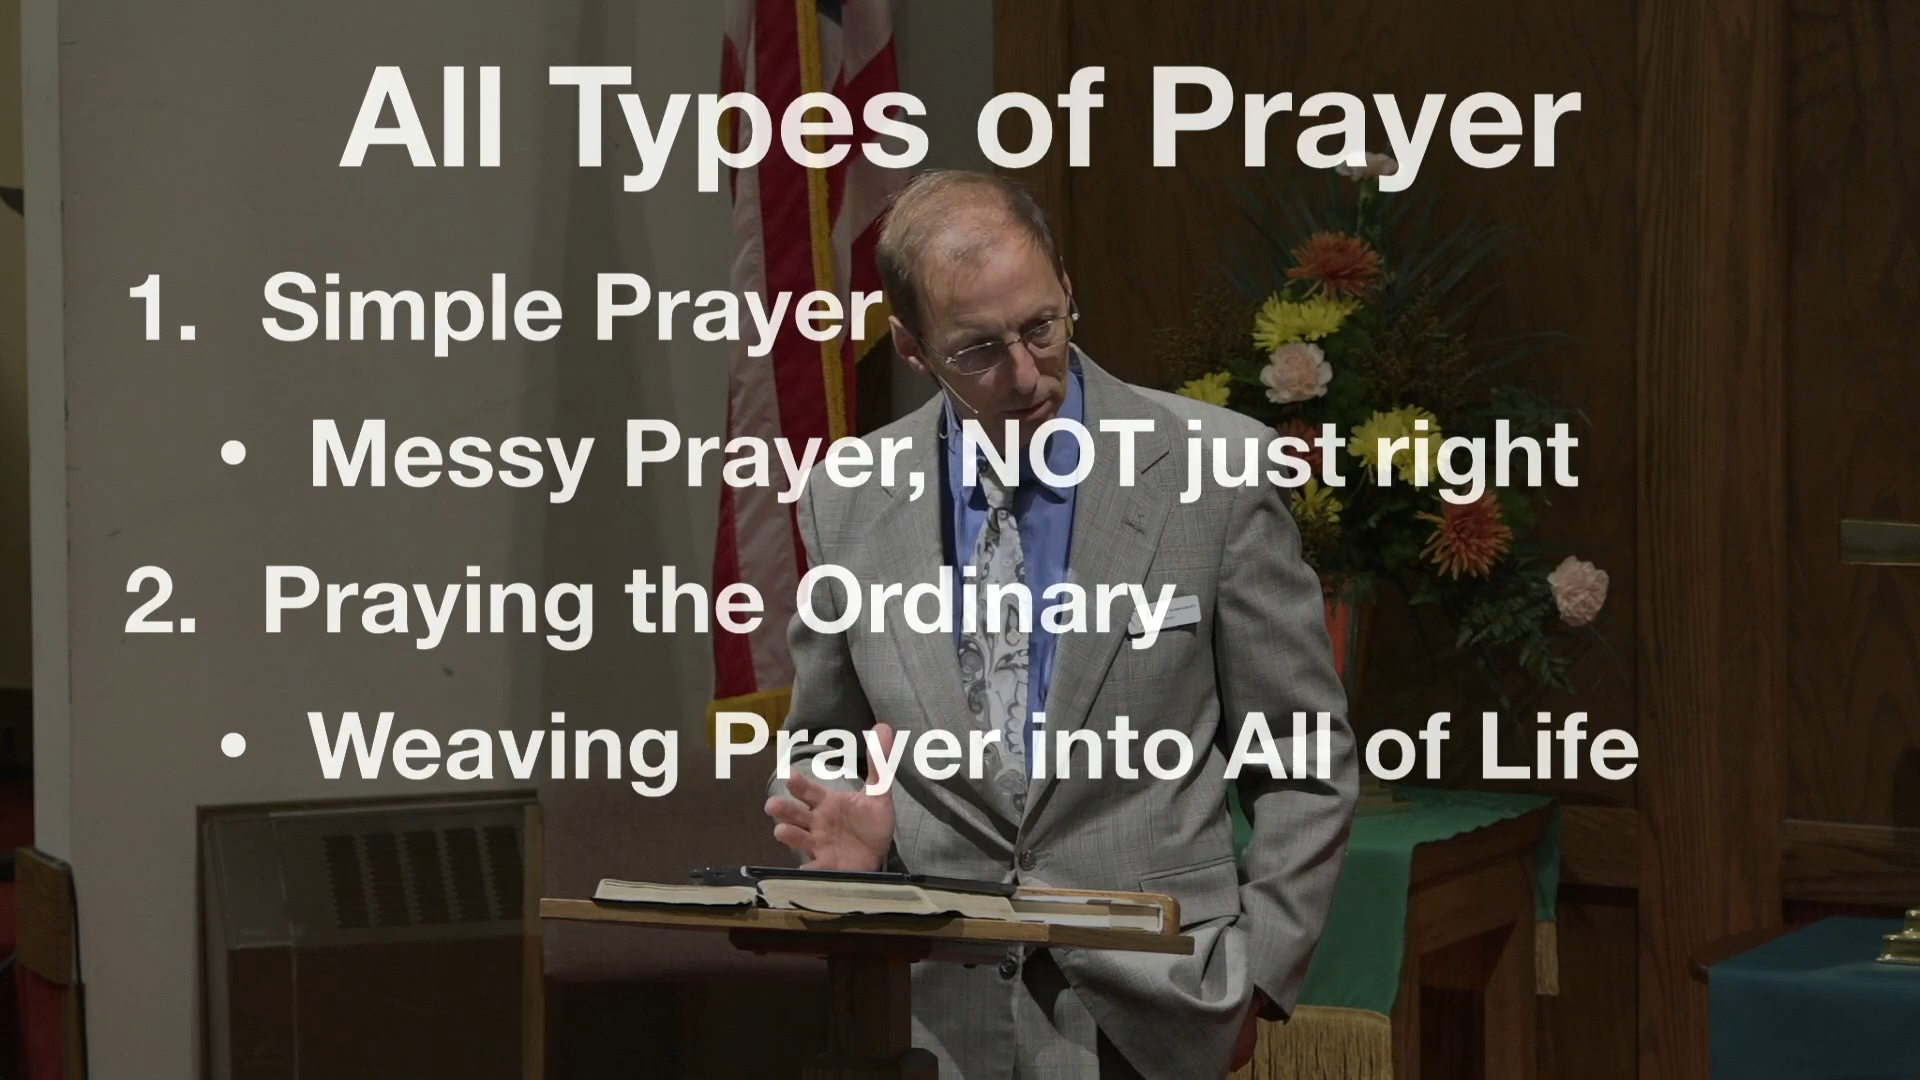 All Types of Prayer
1. Simple Prayer
• Messy Prayer, NOT just right
2. Praying the Ordinary
• Weaving Prayer into All of Life